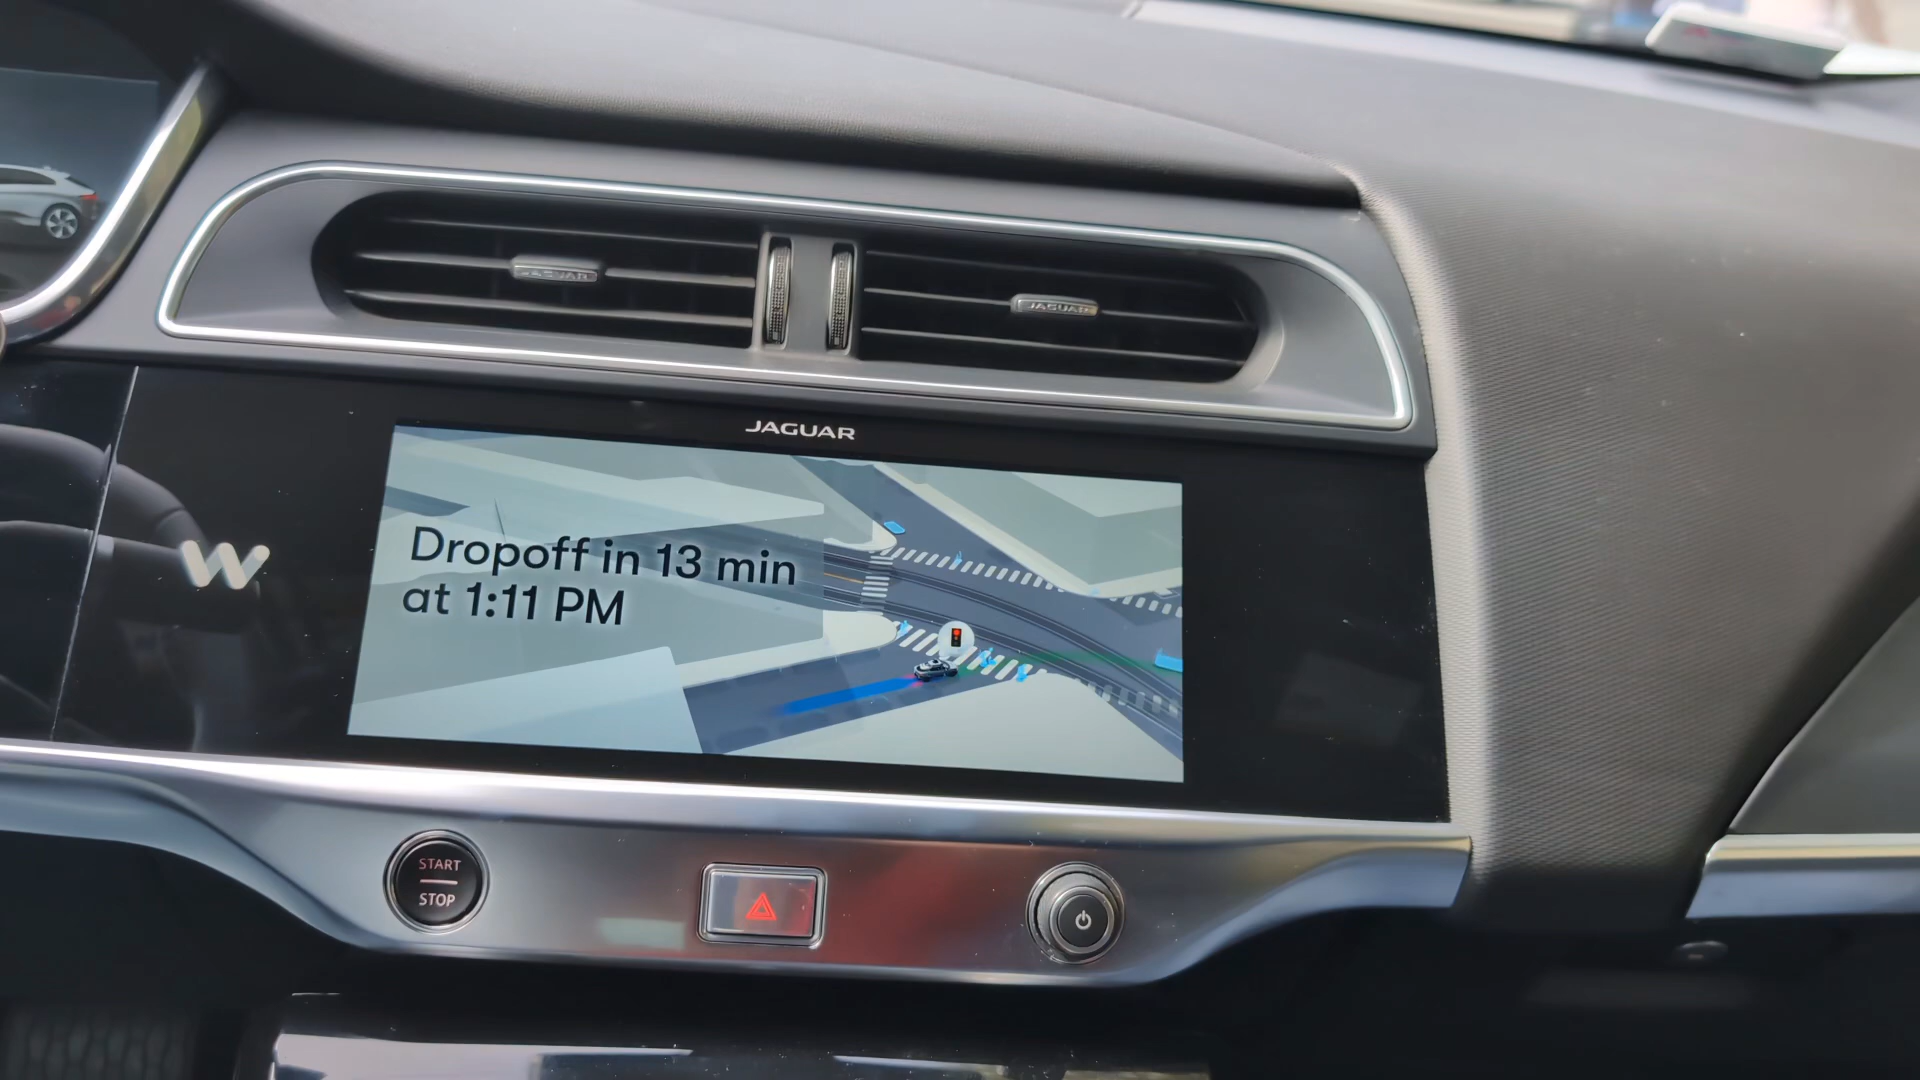 JAGUAR
JAGUAR
JAGUAR
Dropoff in 13 min
at 1:11 PM
START
STOP